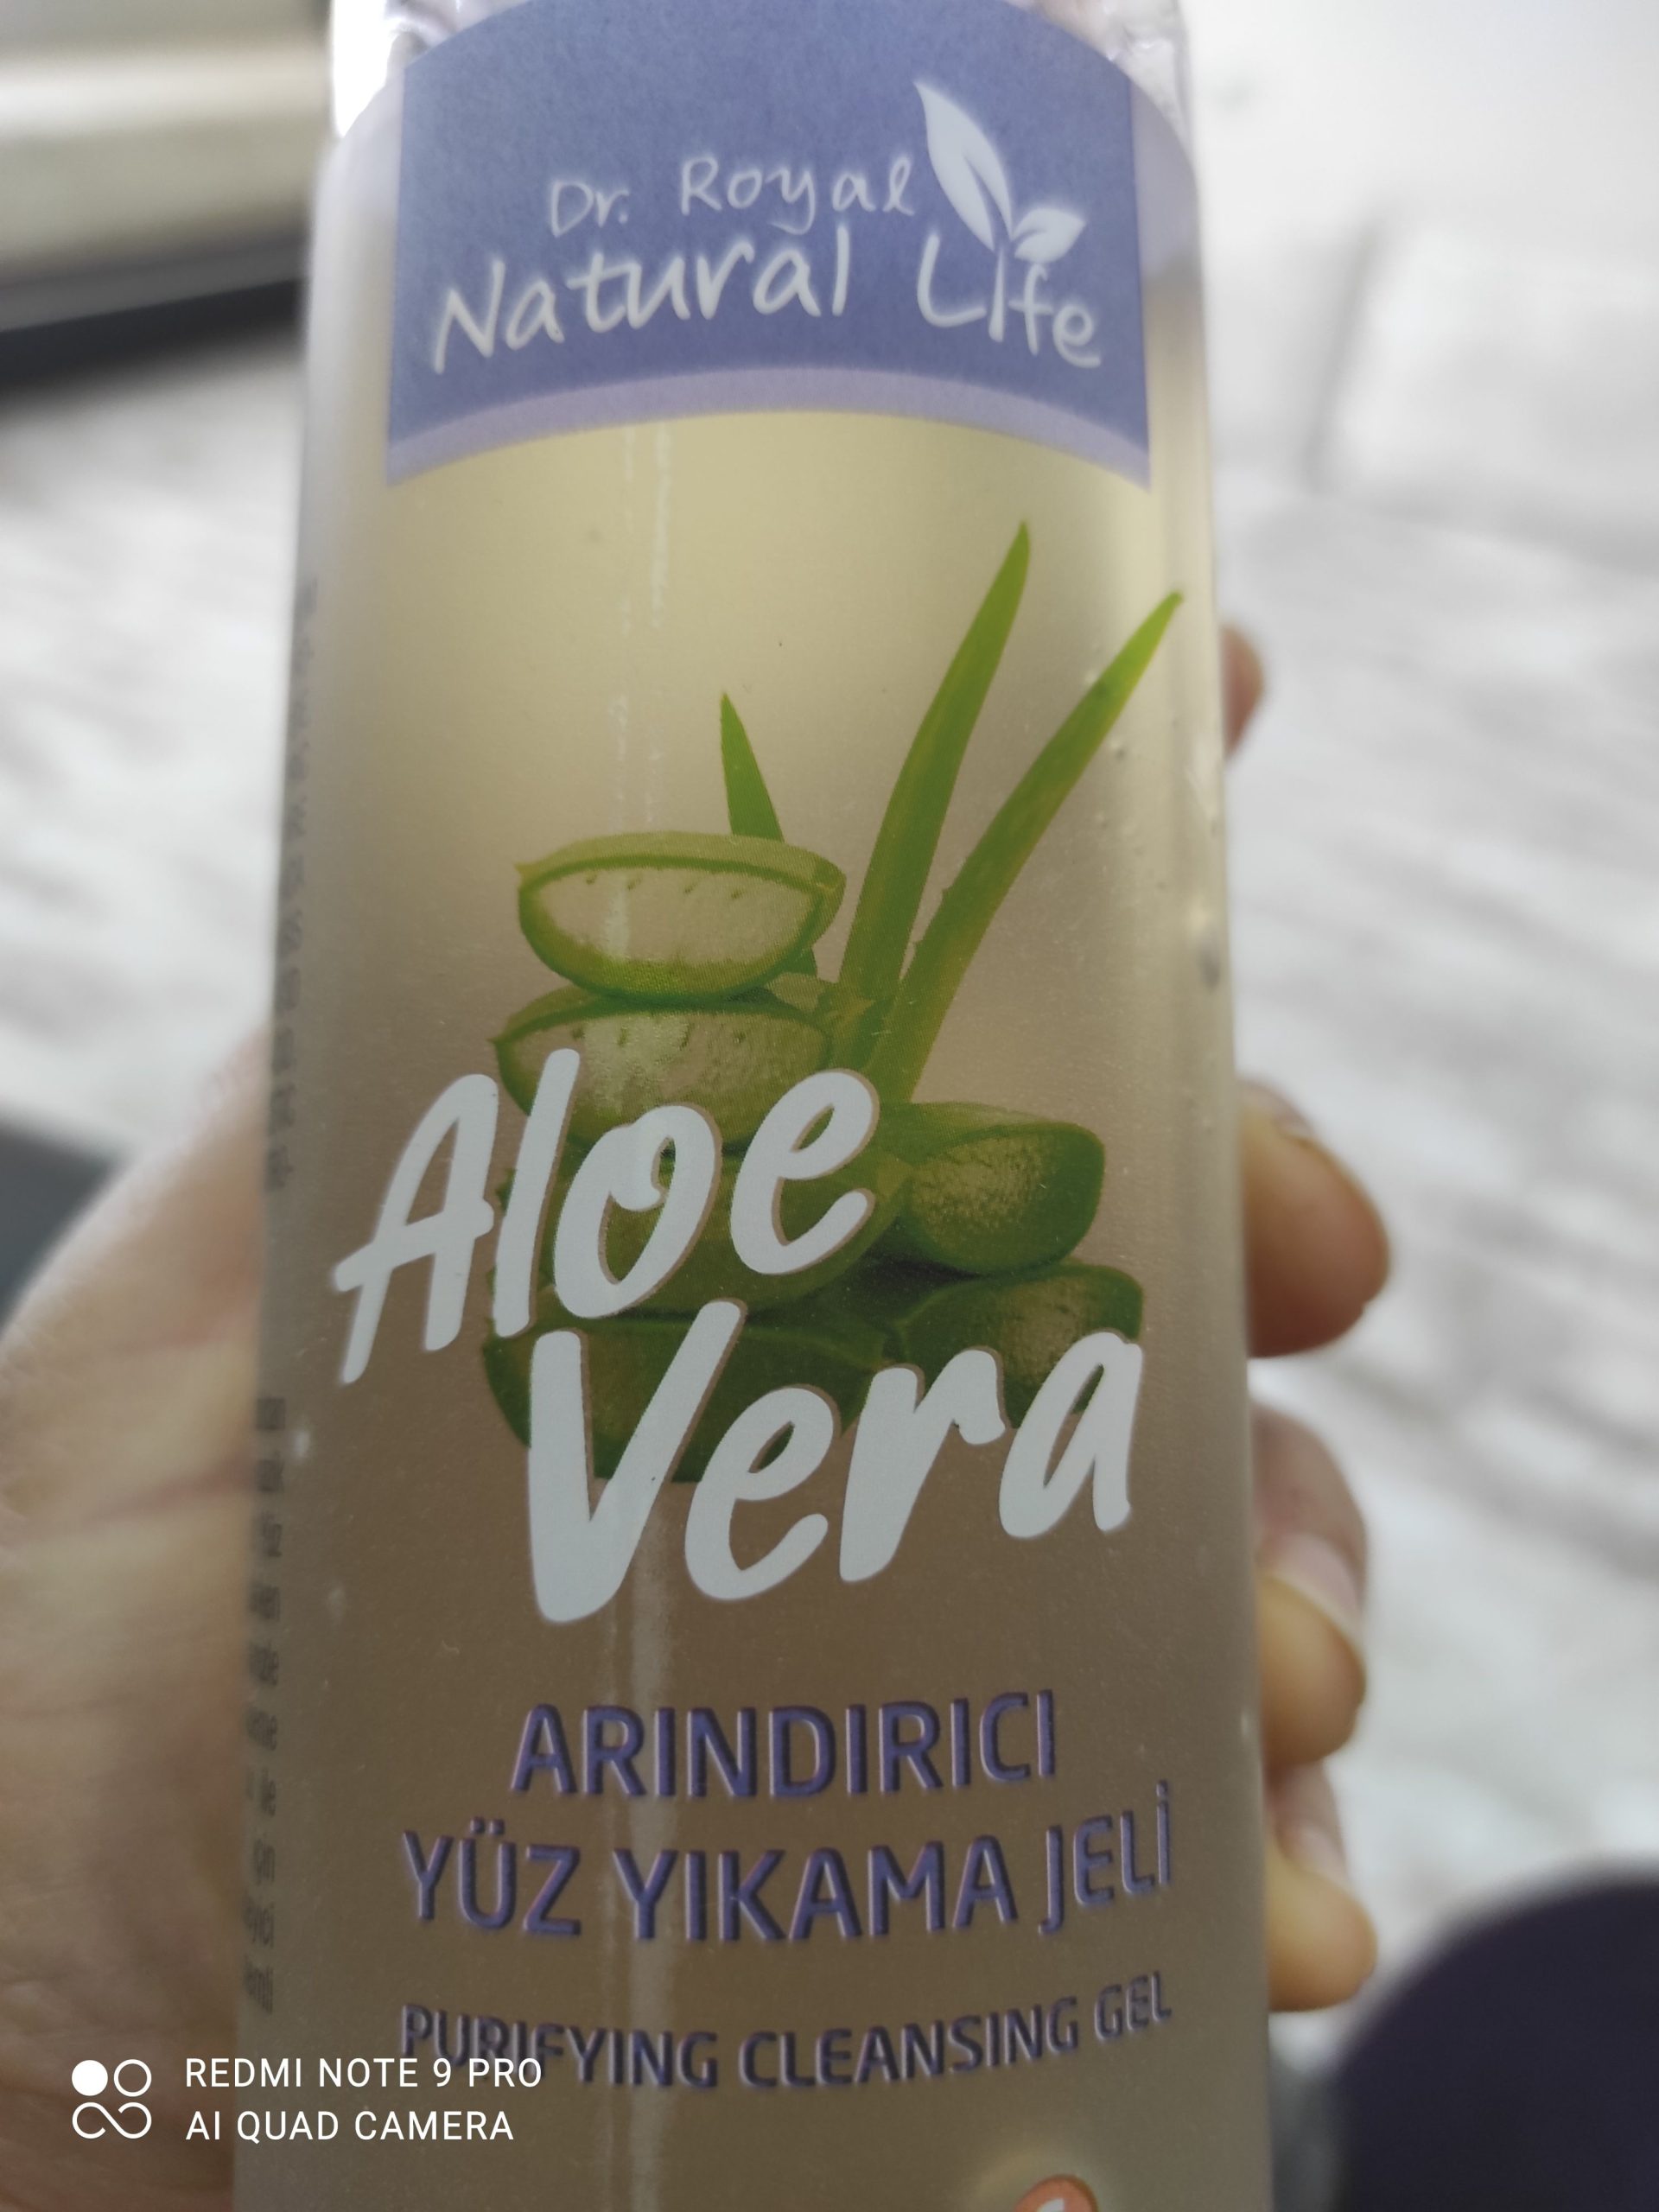 Dr. Royal
Natural Life
Aloe
Vera
ARINDIRICI
YÜZ YIKAMA JELİ
PURIFYING CLEANSING GEL
REDMI NOTE 9 PRO
AI QUAD CAMERA